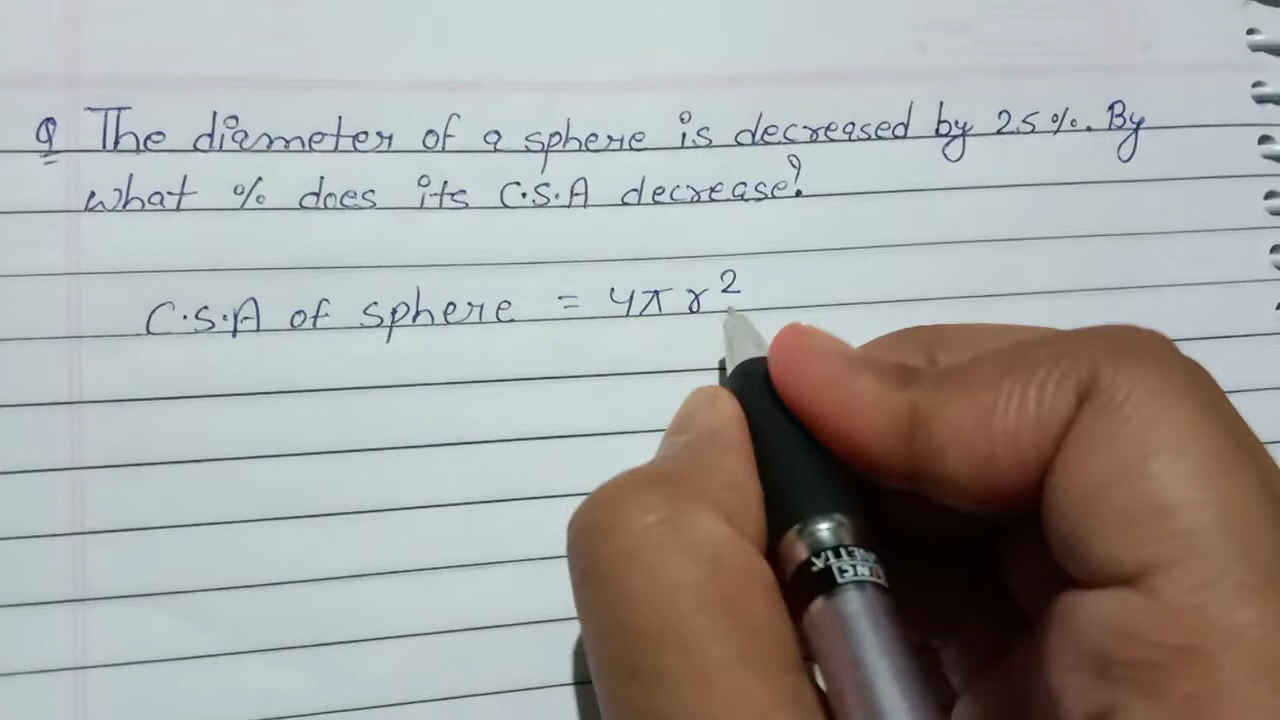 Q The diameter of a sphere is decreased by 25%. By
what % does its C.S.A decrease?
C.S.A of sphere = 4πr²